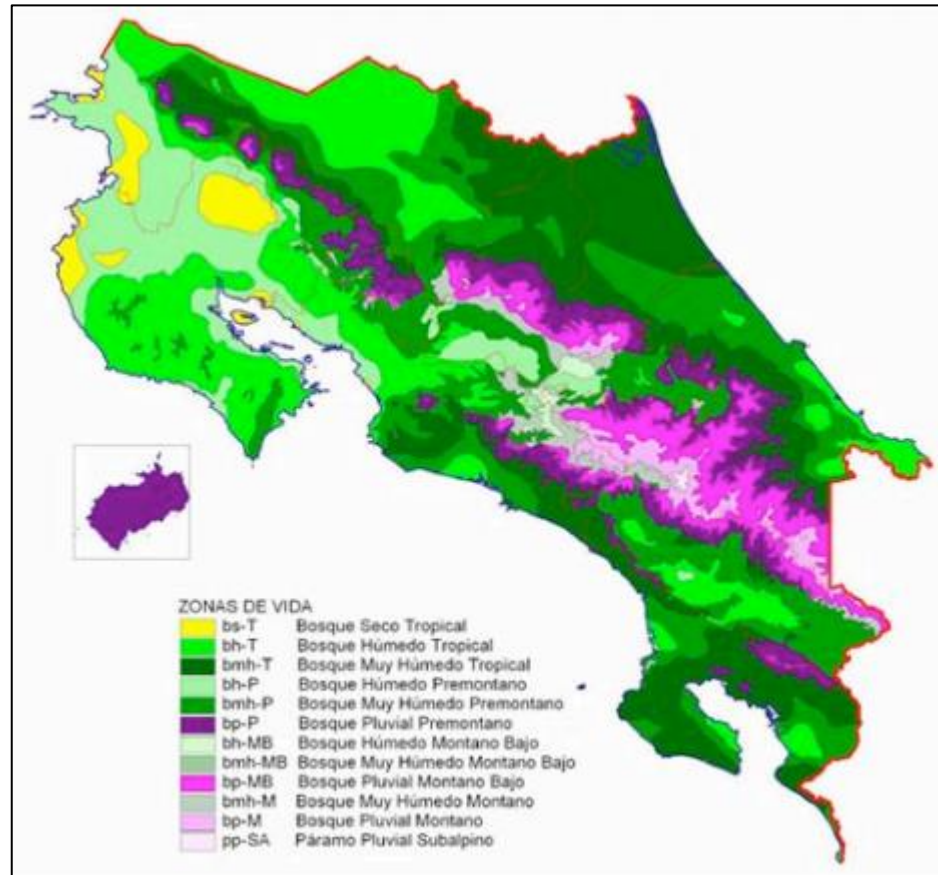 ZONAS DE VIDA
bs-T Bosque Seco Tropical
bh-T Bosque Húmedo Tropical
bmh-T Bosque Muy Húmedo Tropical
bh-P Bosque Húmedo Premontano
bmh-P Bosque Muy Húmedo Premontano
bp-P Bosque Pluvial Premontano
bh-MB Bosque Húmedo Montano Bajo
bmh-MB Bosque Muy Húmedo Montano Bajo
bp-MB Bosque Pluvial Montano Bajo
bmh-M Bosque Muy Húmedo Montano
bp-M Bosque Pluvial Montano
pp-SA Páramo Pluvial Subalpino